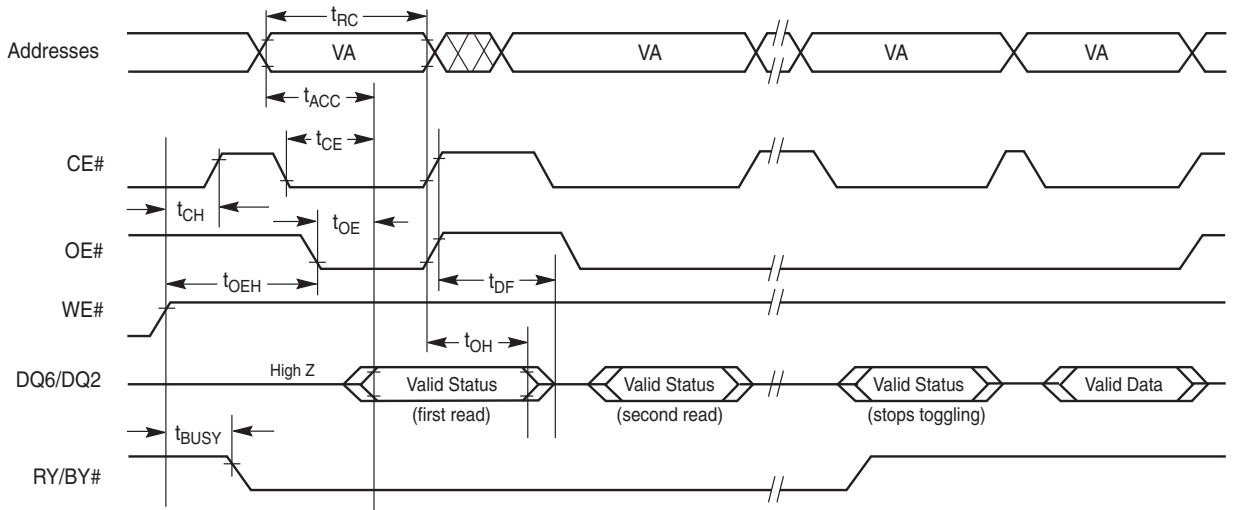 tRC
Addresses VA VA VA VA
tACC
tCE
CE#
tCH tOE
OE#
tOEH tDF
WE#
tOH
DQ6/DQ2 High Z Valid Status Valid Status Valid Status Valid Data
(first read) (second read) (stops toggling)
tBUSY
RY/BY#